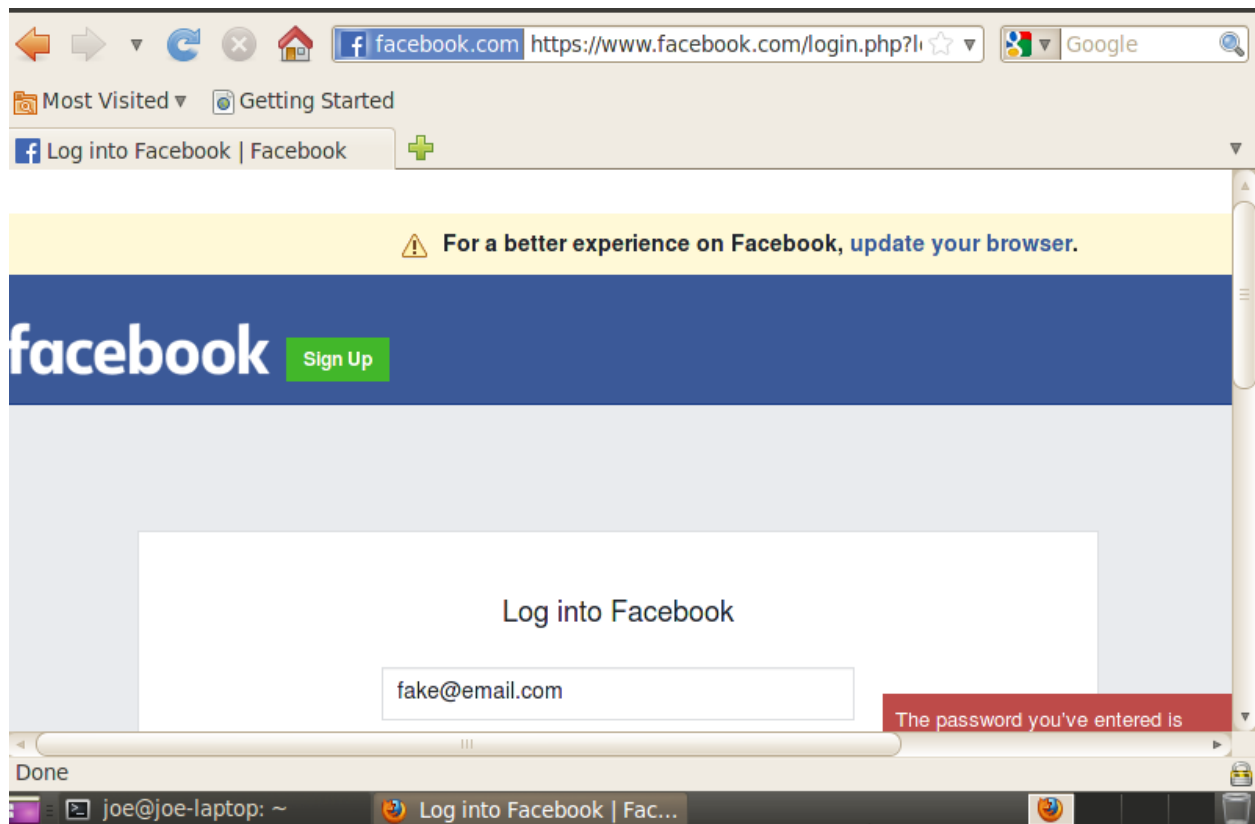 facebook.com https://www.facebook.com/login.php?l
Google
Most Visited
Getting Started
Log into Facebook | Facebook
For a better experience on Facebook, update your browser.
facebook
Sign Up
Log into Facebook
fake@email.com
The password you've entered is
Done
joe@joe-laptop: ~
Log into Facebook | Fac...